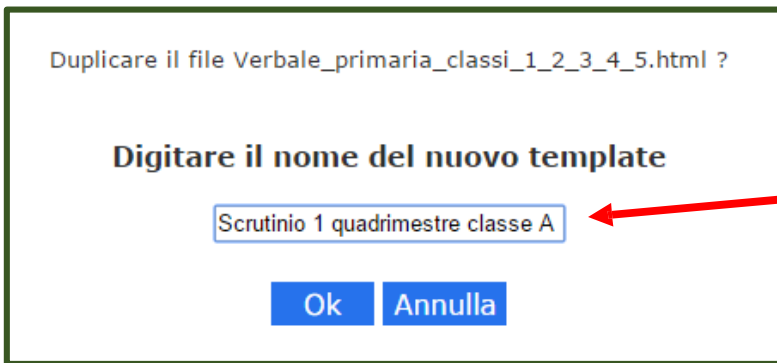 Duplicare il file Verbale_primaria_classi_1_2_3_4_5.html ?
Digitare il nome del nuovo template
Scrutinio 1 quadrimestre classe A
Ok Annulla